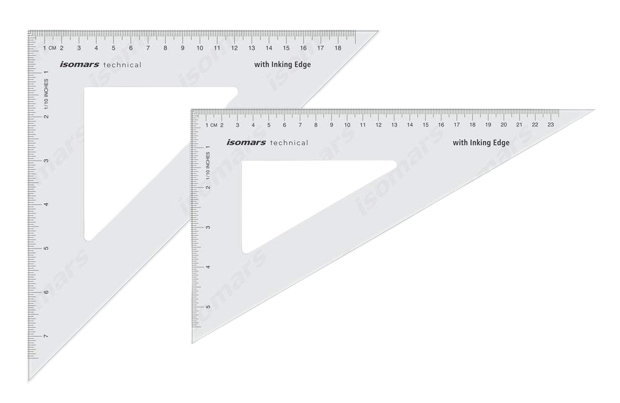 1 CM 2 3 4 5 6 7 8 9 10 11 12 13 14 15 16 17 18
isomars technical with Inking Edge
1/10 INCHES 1 2 3 4 5 6 7
1 CM 2 3 4 5 6 7 8 9 10 11 12 13 14 15 16 17 18 19 20 21 22 23
isomars technical with Inking Edge
1/10 INCHES 1 2 3 4 5
isomars